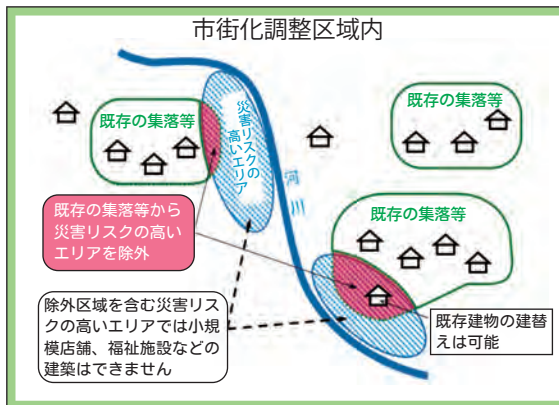 市街化調整区域内
既存の集落等
災害リスクの
高いエリア
既存の集落等
河川
既存の集落等から
災害リスクの高い
エリアを除外
既存の集落等
除外区域を含む災害リス
クの高いエリアでは小規
模店舗、福祉施設などの
建築はできません
既存建物の建替
えは可能